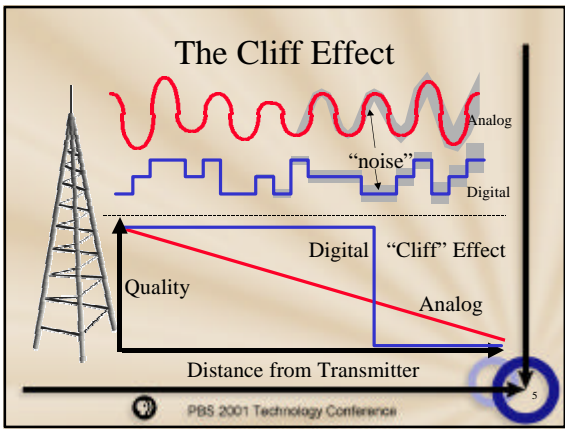 The Cliff Effect
Analog
“noise”
Digital
Digital “Cliff” Effect
Quality
Analog
Distance from Transmitter
5
PBS 2001 Technology Conference